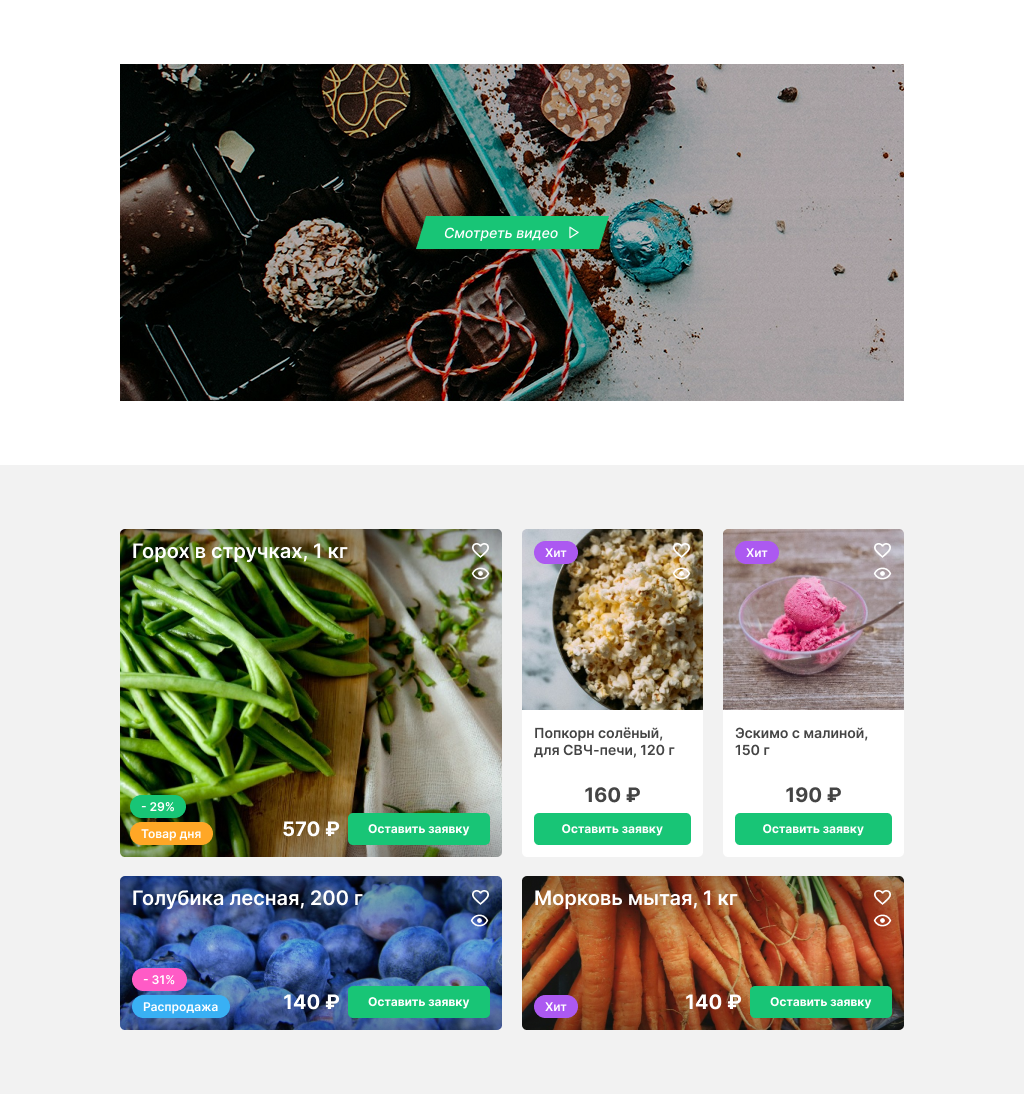 Смотреть видео
Горох в стручках, 1 кг
- 29%
Товар дня
570 ₽
Оставить заявку
Хит
Попкорн солёный,
для СВЧ-печи, 120 г
160 ₽
Оставить заявку
Хит
Эскимо с малиной,
150 г
190 ₽
Оставить заявку
Голубика лесная, 200 г
- 31%
Распродажа
140 ₽
Оставить заявку
Морковь мытая, 1 кг
Хит
140 ₽
Оставить заявку